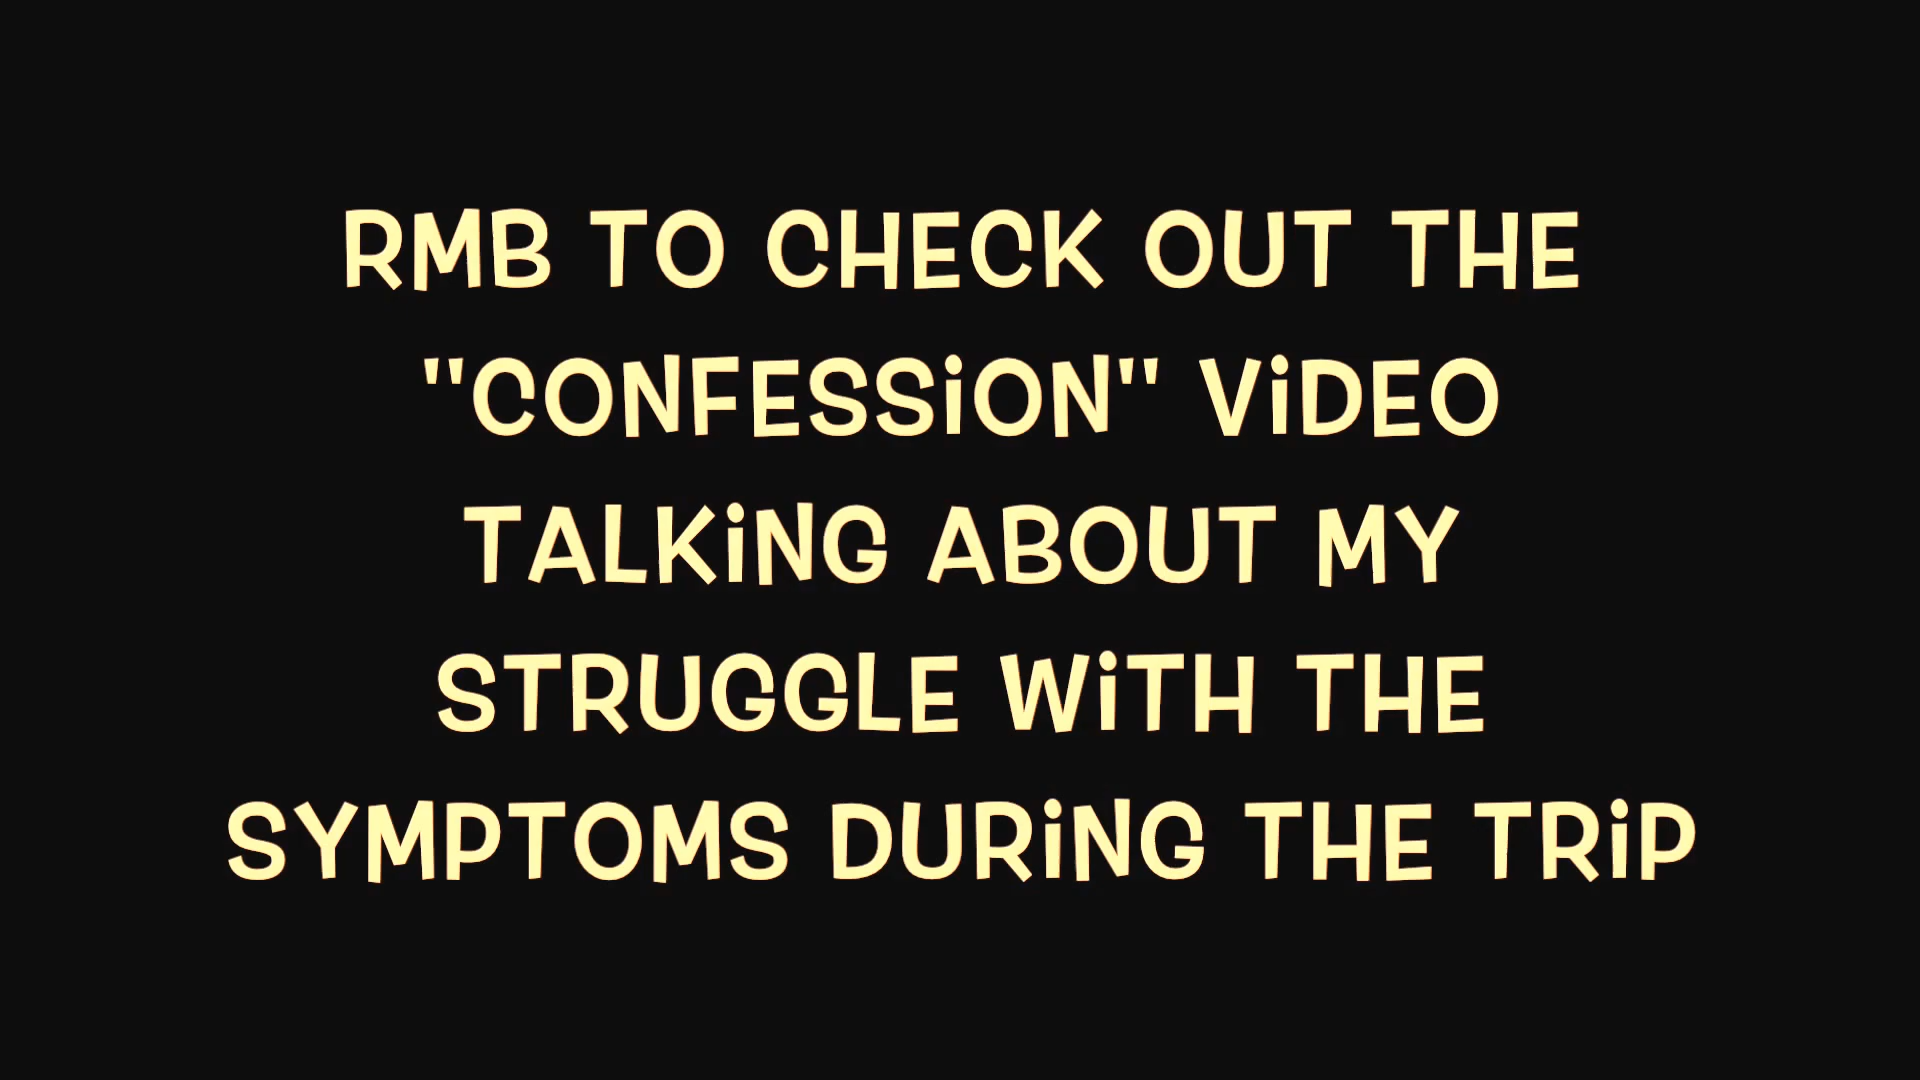 RMB TO CHECK OUT THE
"CONFESSiON" ViDEO
TALKiNG ABOUT MY
STRUGGLE WiTH THE
SYMPTOMS DURiNG THE TRiP